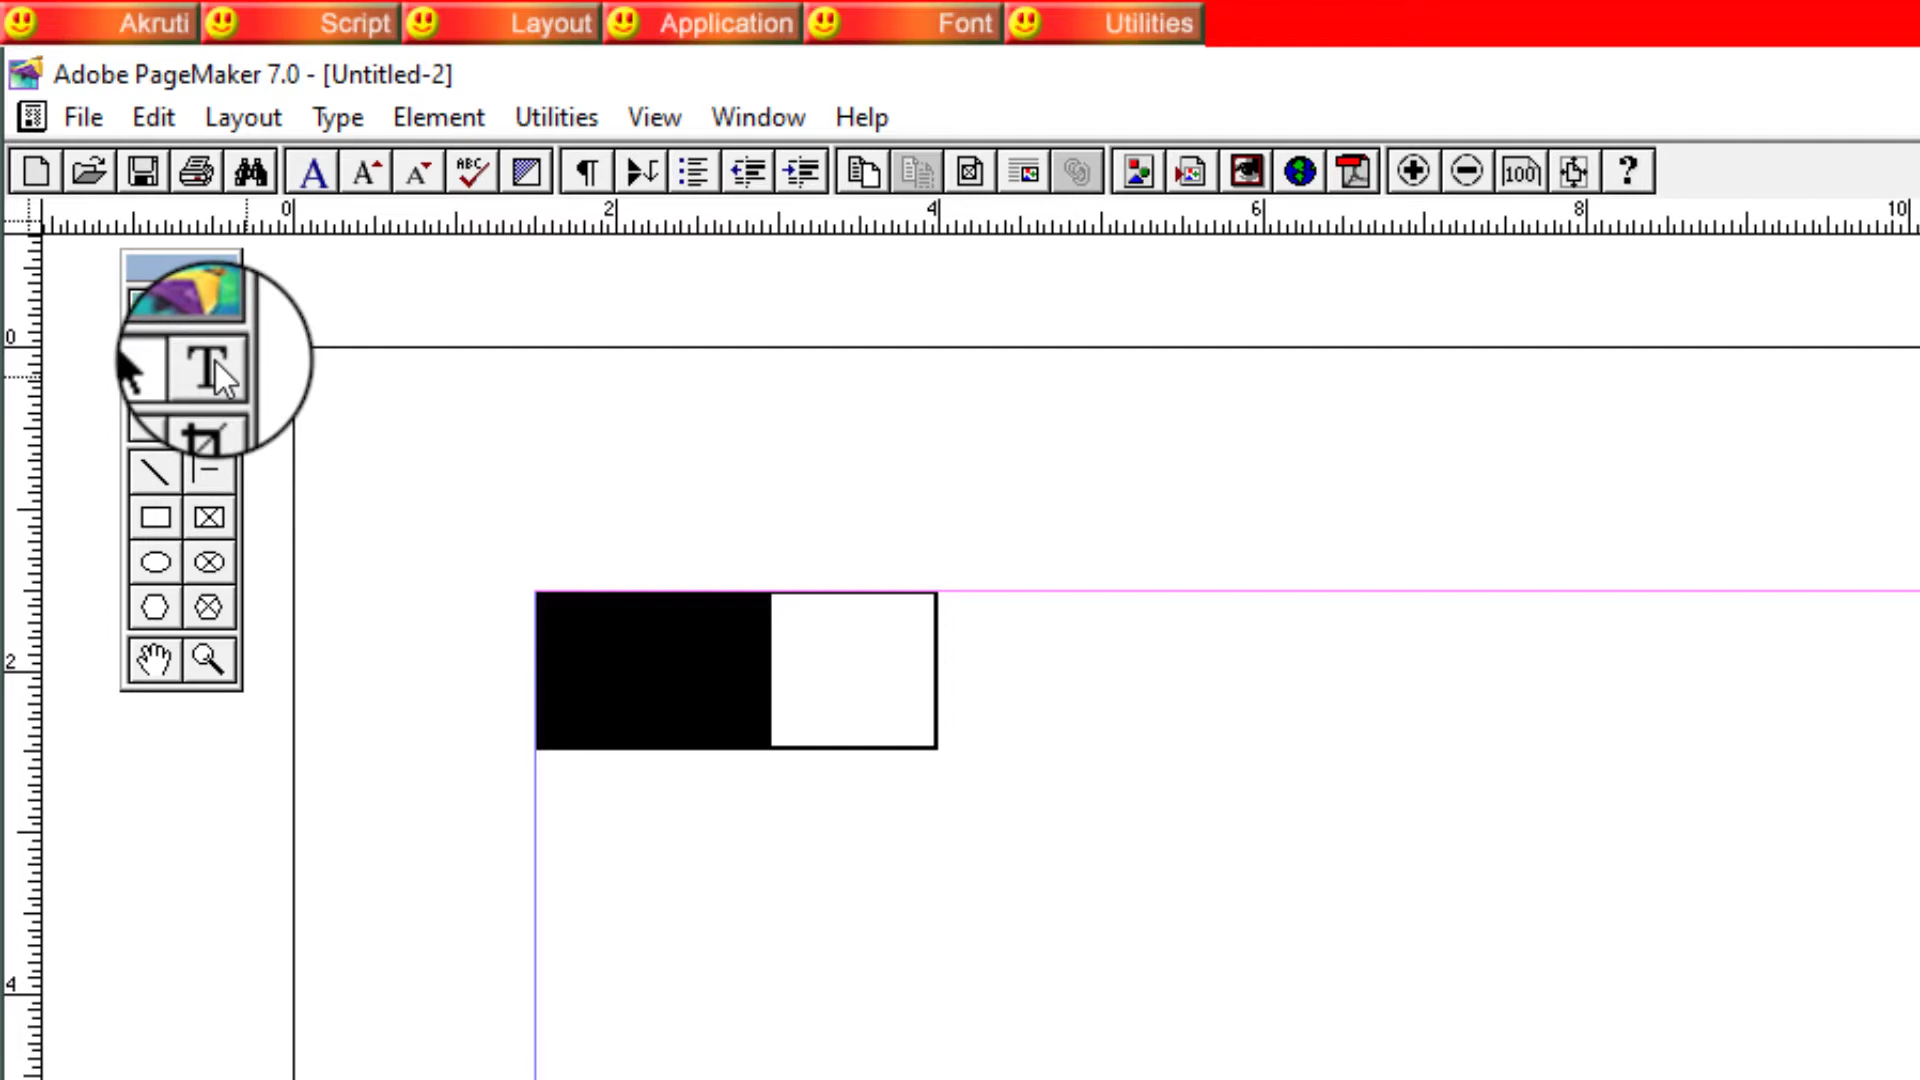 Akruti Script Layout Application Font Utilities
Adobe PageMaker 7.0 - [Untitled-2]
File Edit Layout Type Element Utilities View Window Help
A A A ABC 100 ?
0 2 4 6 8 10
0
T
2
4